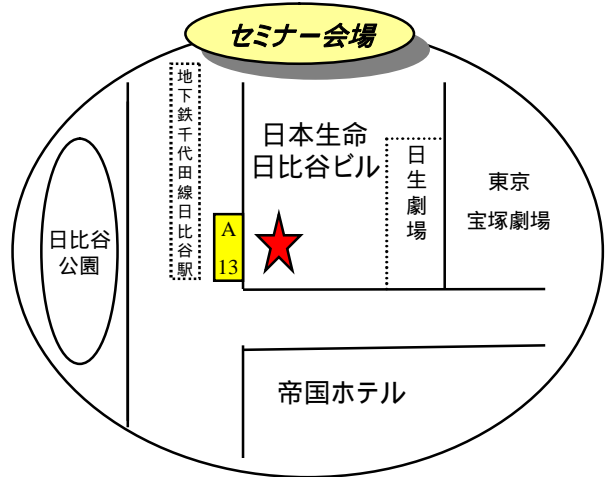 セミナー会場
地下鉄千代田線日比谷駅
日本生命
日比谷ビル
日生劇場
東京
宝塚劇場
日比谷
公園
A
13
帝国ホテル